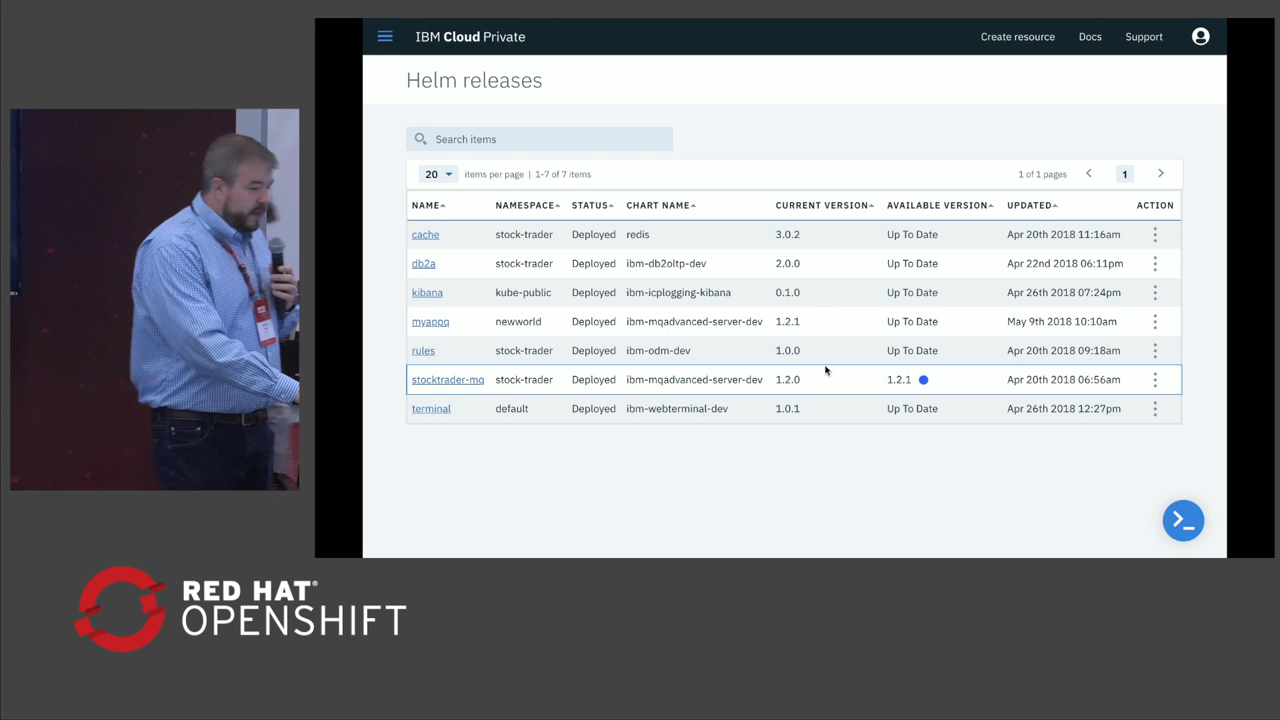 IBM Cloud Private
Create resource Docs Support
Helm releases
Search items
20 items per page | 1-7 of 7 items 1 of 1 pages 1
NAME NAMESPACE STATUS CHART NAME CURRENT VERSION AVAILABLE VERSION UPDATED ACTION
cache stock-trader Deployed redis 3.0.2 Up To Date Apr 20th 2018 11:16am
db2a stock-trader Deployed ibm-db2oltp-dev 2.0.0 Up To Date Apr 22nd 2018 06:11pm
kibana kube-public Deployed ibm-icplogging-kibana 0.1.0 Up To Date Apr 26th 2018 07:24pm
myappq newworld Deployed ibm-mqadvanced-server-dev 1.2.1 Up To Date May 9th 2018 10:10am
rules stock-trader Deployed ibm-odm-dev 1.0.0 Up To Date Apr 20th 2018 09:18am
stocktrader-mq stock-trader Deployed ibm-mqadvanced-server-dev 1.2.0 1.2.1 Apr 20th 2018 06:56am
terminal default Deployed ibm-webterminal-dev 1.0.1 Up To Date Apr 26th 2018 12:27pm
RED HAT®
OPENSHIFT